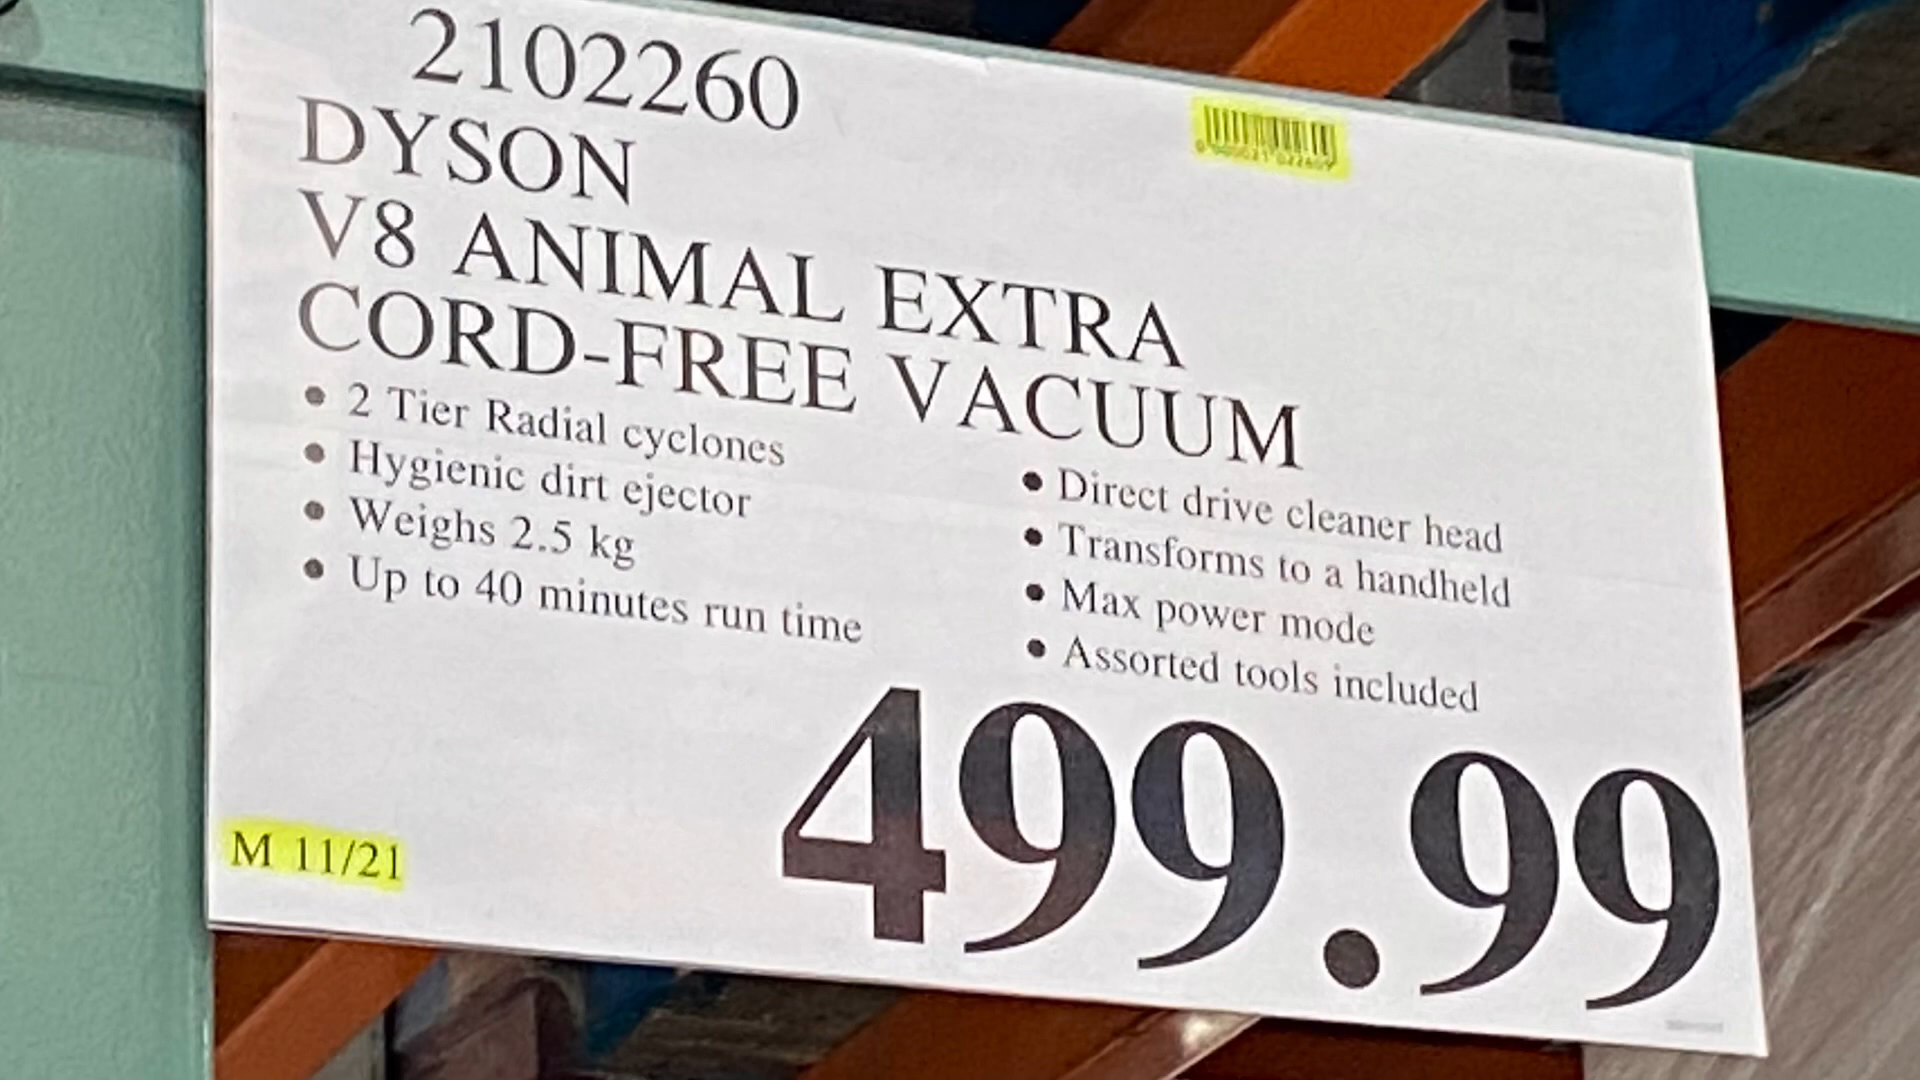 2102260
DYSON
V8 ANIMAL EXTRA
CORD-FREE VACUUM
• 2 Tier Radial cyclones
• Hygienic dirt ejector
• Weighs 2.5 kg
• Up to 40 minutes run time
• Direct drive cleaner head
• Transforms to a handheld
• Max power mode
• Assorted tools included
499.99
M 11/21